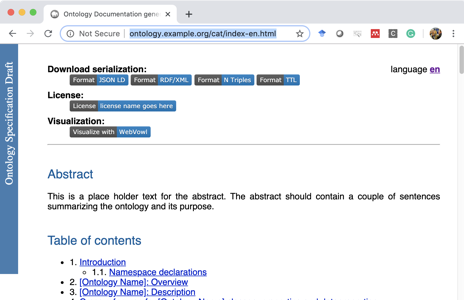 Ontology Documentation gene
Not Secure
ontology.example.org/cat/index-en.html
Ontology Specification Draft
language en
Download serialization:
Format JSON LD Format RDF/XML Format N Triples Format TTL
License:
License license name goes here
Visualization:
Visualize with WebVowl
Abstract
This is a place holder text for the abstract. The abstract should contain a couple of sentences
summarizing the ontology and its purpose.
Table of contents
1. Introduction
1.1. Namespace declarations
2. [Ontology Name]: Overview
3. [Ontology Name]: Description